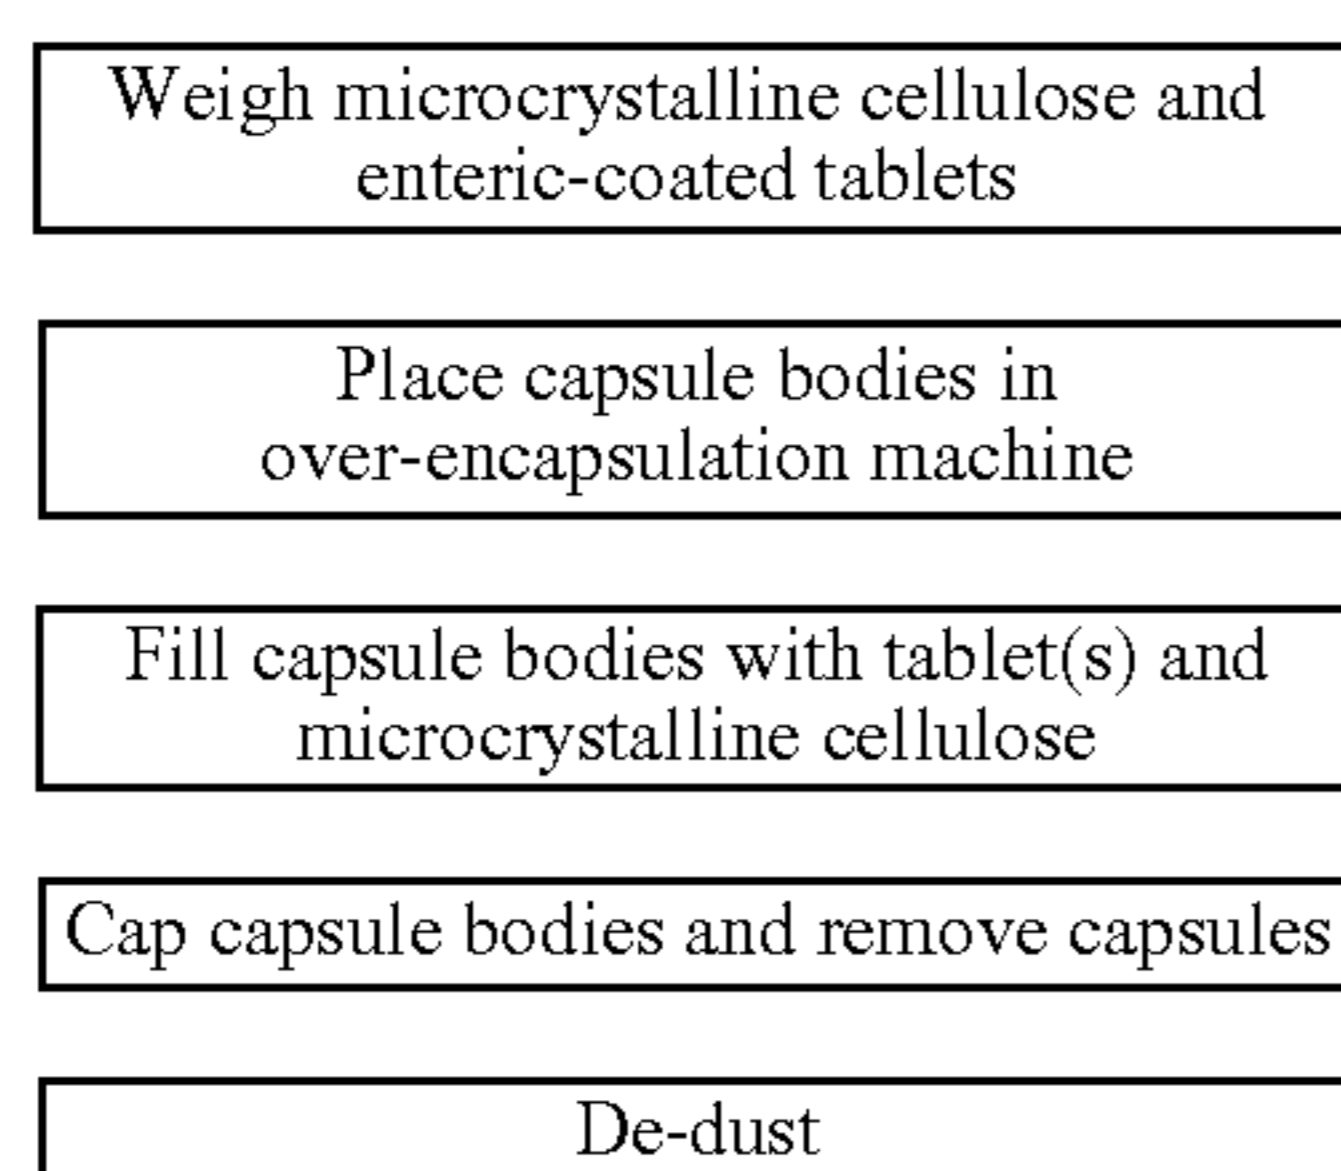 Weigh microcrystalline cellulose and
enteric-coated tablets
Place capsule bodies in
over-encapsulation machine
Fill capsule bodies with tablet(s) and
microcrystalline cellulose
Cap capsule bodies and remove capsules
De-dust